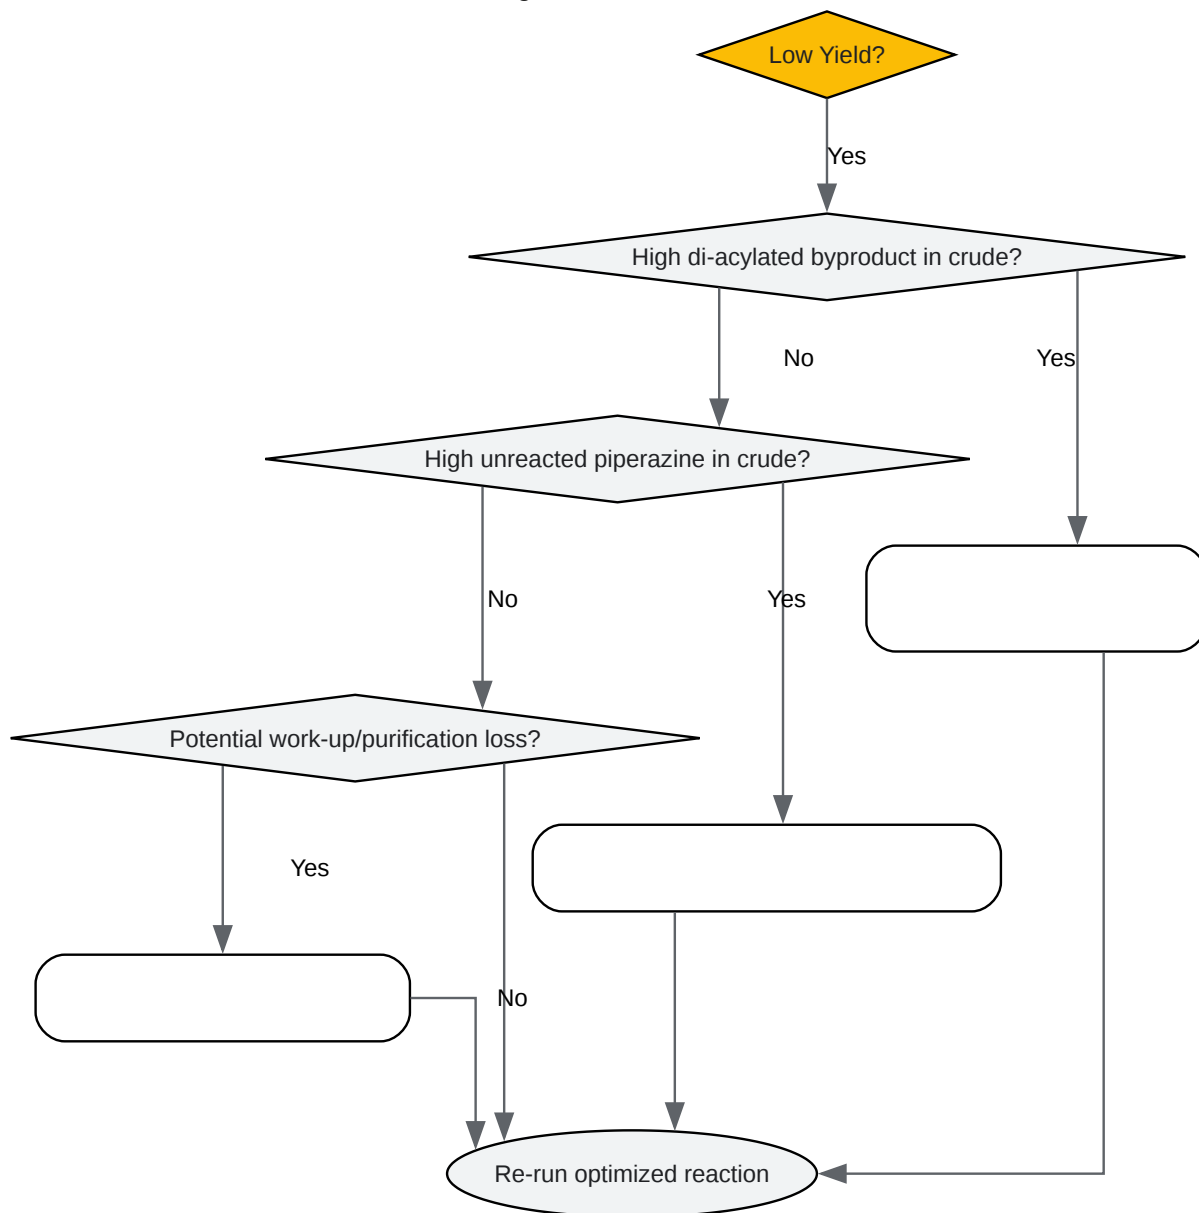 Low Yield?
Yes
High di-acylated byproduct in crude?
No
Yes
High unreacted piperazine in crude?
No
Yes
Potential work-up/purification loss?
Yes
No
Re-run optimized reaction